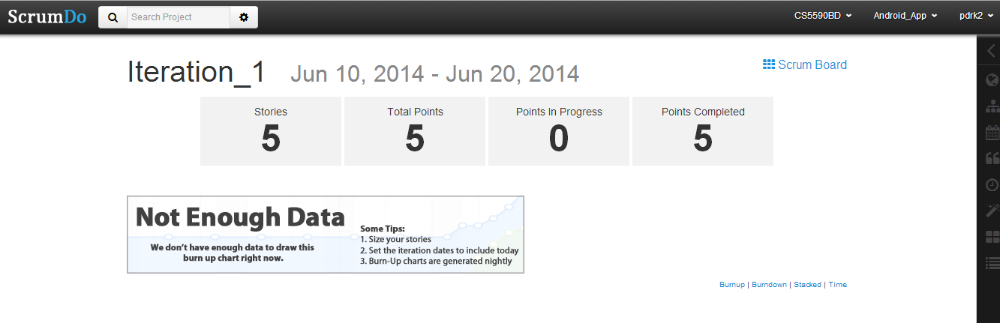 ScrumDo Search Project CS5590BD Android_App pdrk2
Iteration_1 Jun 10, 2014 - Jun 20, 2014 Scrum Board
Stories Total Points Points In Progress Points Completed
5 5 0 5
Not Enough Data
We don't have enough data to draw this
burn up chart right now.
Some Tips:
1. Size your stories
2. Set the iteration dates to include today
3. Burn-Up charts are generated nightly
Burnup | Burndown | Stacked | Time